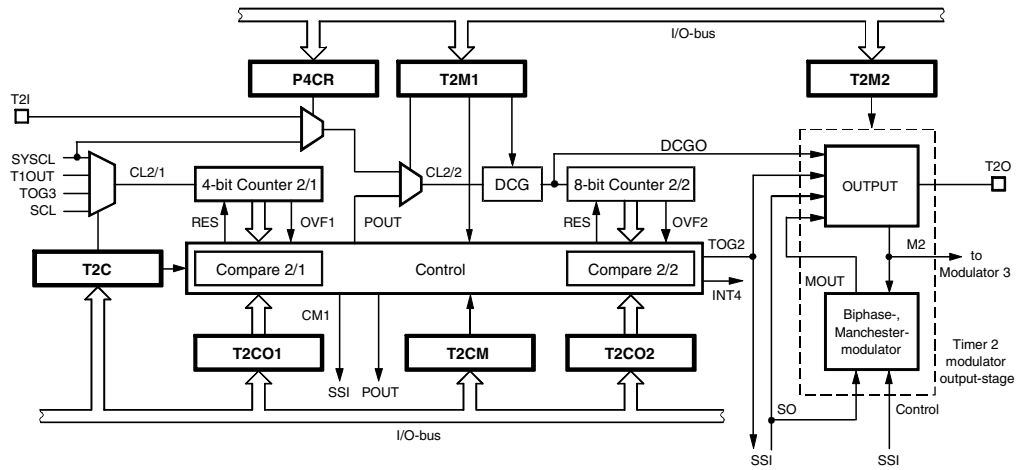 I/O-bus
P4CR
T2M1
T2M2
T2I
DCGO
SYSCL
T1OUT
TOG3
SCL
CL2/1
4-bit Counter 2/1
CL2/2
DCG
8-bit Counter 2/2
OUTPUT
T2O
RES
OVF1
POUT
RES
OVF2
TOG2
M2
to
Modulator 3
T2C
Compare 2/1
Control
Compare 2/2
INT4
MOUT
CM1
Biphase-,
Manchester-
modulator
Timer 2
modulator
output-stage
T2CO1
T2CM
T2CO2
SSI
POUT
SO
Control
I/O-bus
SSI
SSI